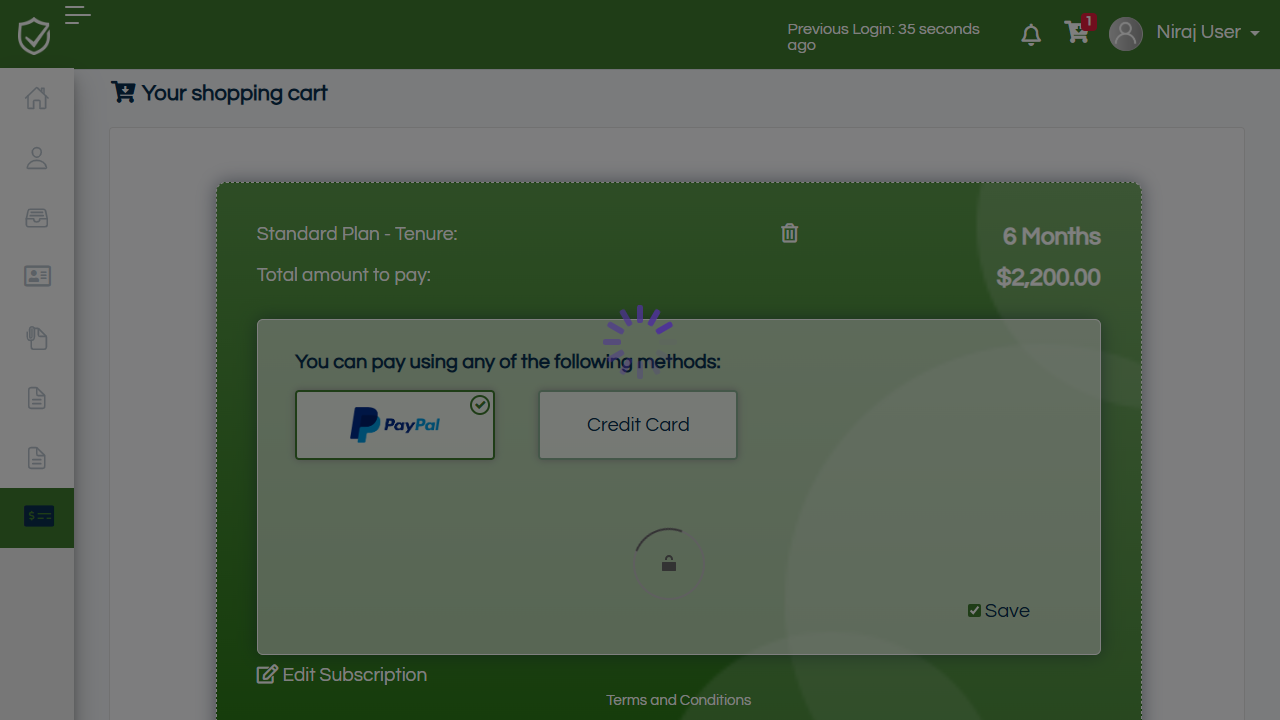 Previous Login: 35 seconds
ago
1
Niraj User
Your shopping cart
Standard Plan - Tenure:
6 Months
Total amount to pay:
$2,200.00
You can pay using any of the following methods:
PayPal
Credit Card
Save
Edit Subscription
Terms and Conditions